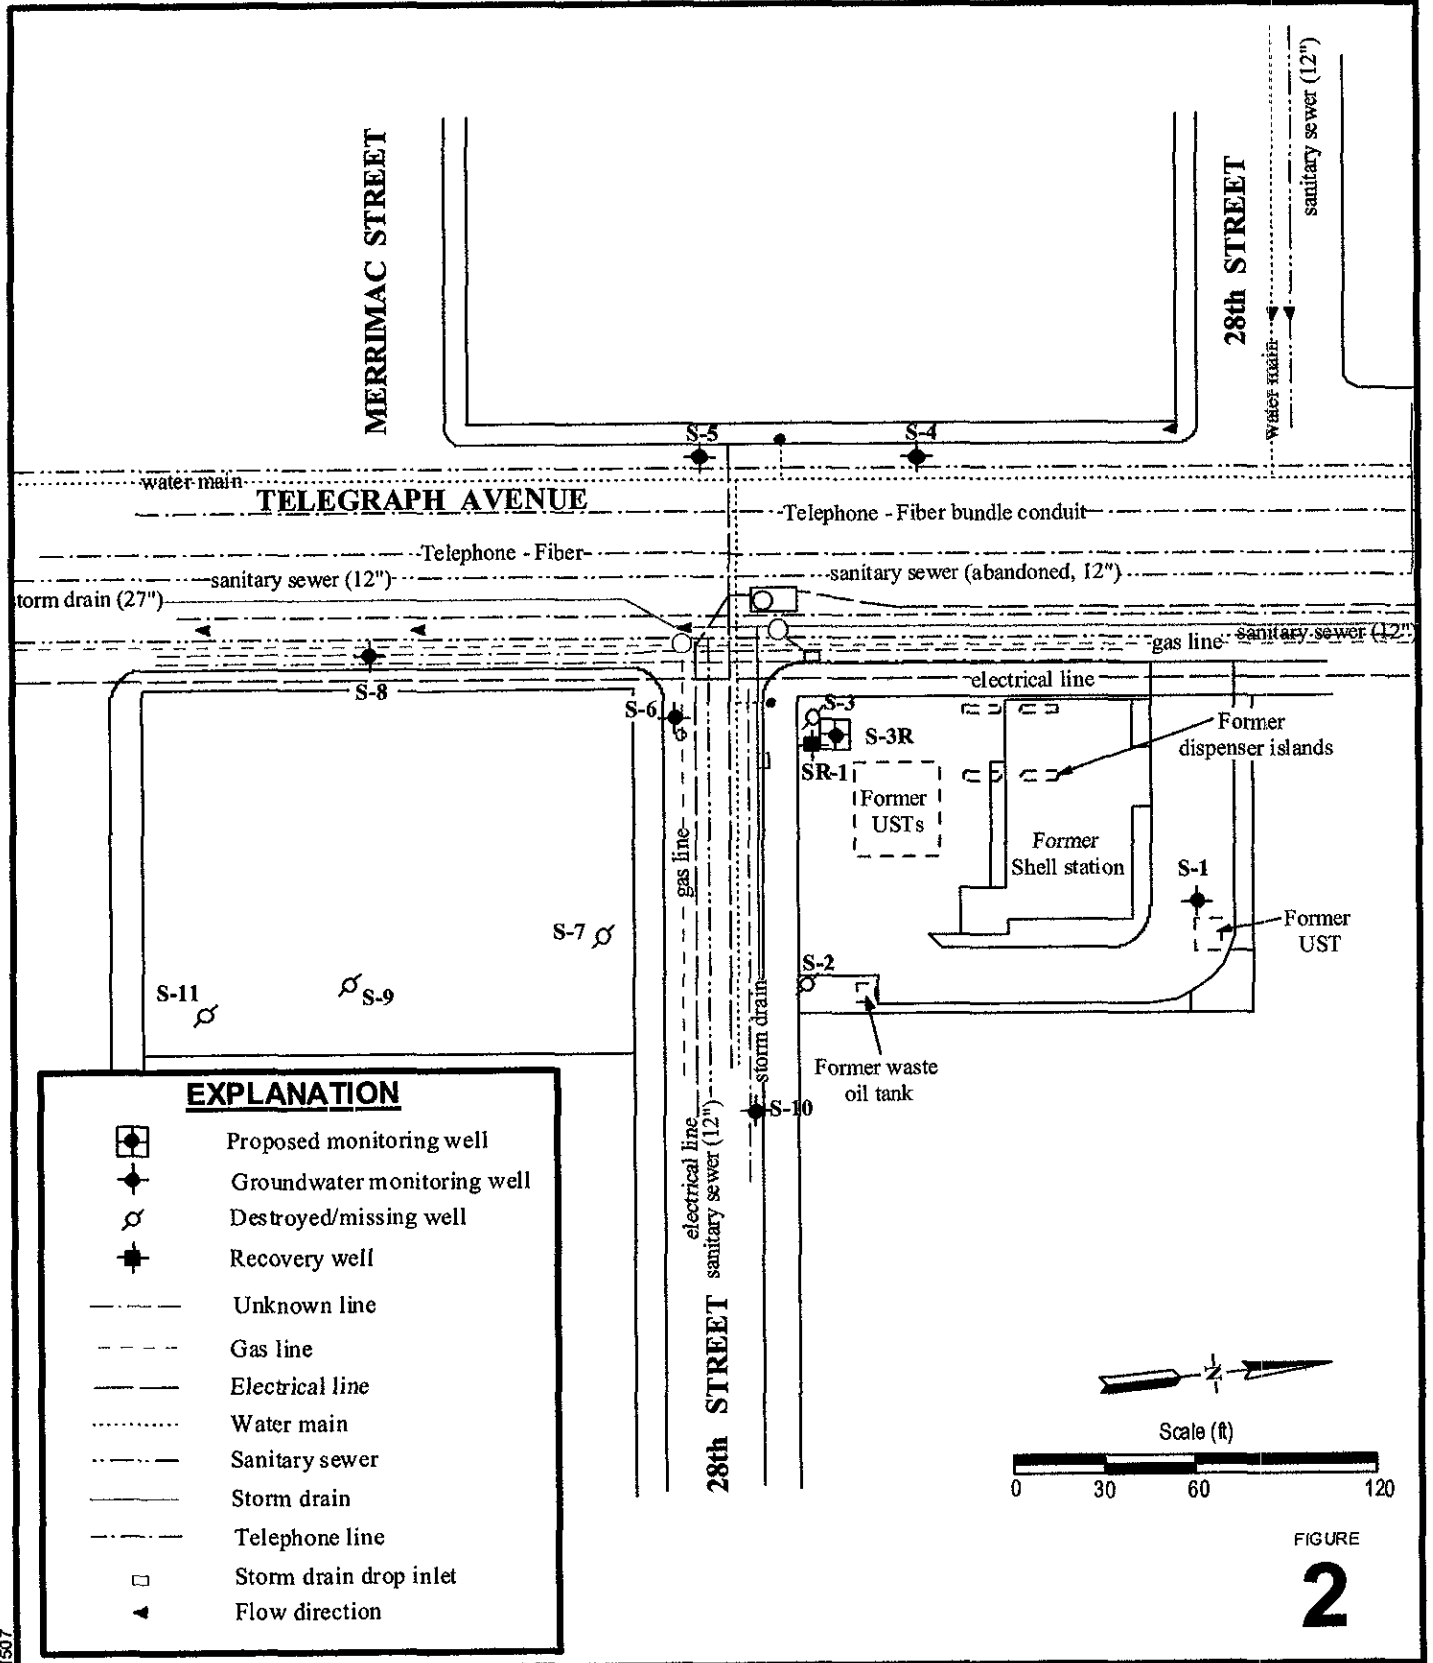 MERRIMAC STREET
28th STREET
sanitary sewer (12")
water main
S-5
S-4
water main
TELEGRAPH AVENUE
Telephone - Fiber bundle conduit
Telephone - Fiber
sanitary sewer (12")
sanitary sewer (abandoned, 12")
torm drain (27")
gas line
sanitary sewer (12")
S-8
electrical line
S-6
S-3
S-3R
SR-1
Former
dispenser islands
Former
USTs
Former
Shell station
gas line
S-1
Former
UST
S-7
S-2
S-11
S-9
storm drain
Former waste
oil tank
S-10
electrical line
sanitary sewer (12")
28th STREET
EXPLANATION
Proposed monitoring well
Groundwater monitoring well
Destroyed/missing well
Recovery well
Unknown line
Gas line
Electrical line
Water main
Sanitary sewer
Storm drain
Telephone line
Storm drain drop inlet
Flow direction
N
Scale (ft)
0 30 60 120
FIGURE
2
1507